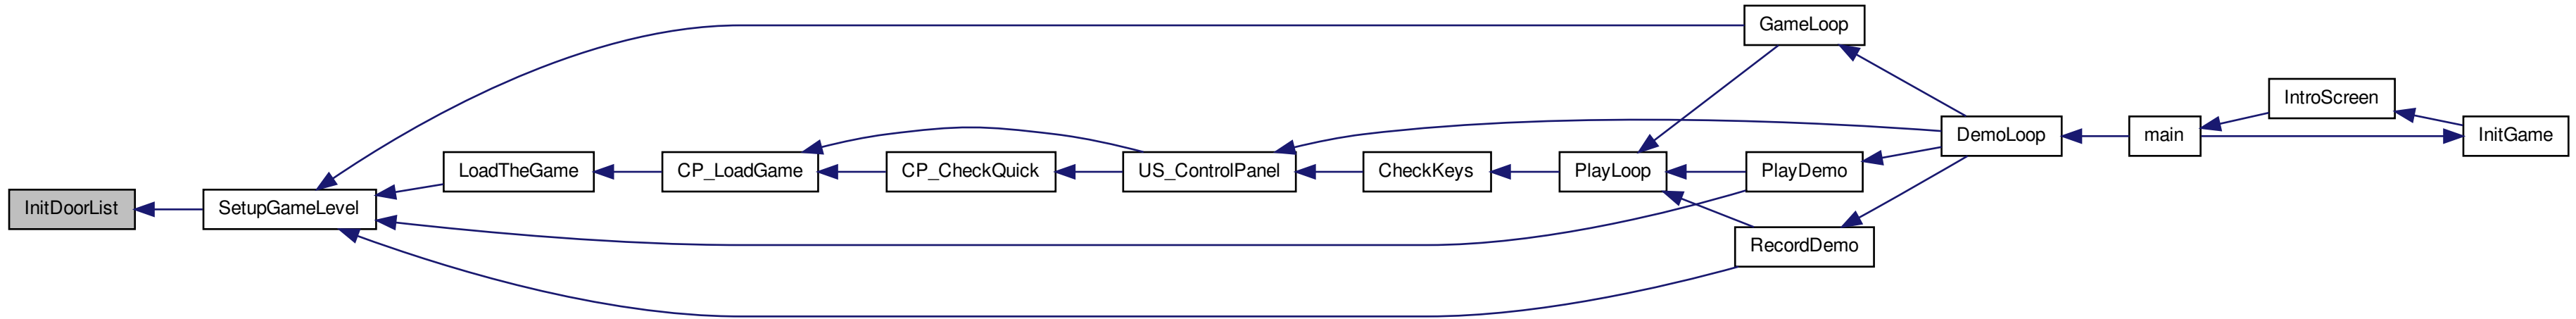 InitDoorList
SetupGameLevel
GameLoop
LoadTheGame
CP_LoadGame
CP_CheckQuick
US_ControlPanel
CheckKeys
PlayLoop
PlayDemo
RecordDemo
DemoLoop
main
IntroScreen
InitGame